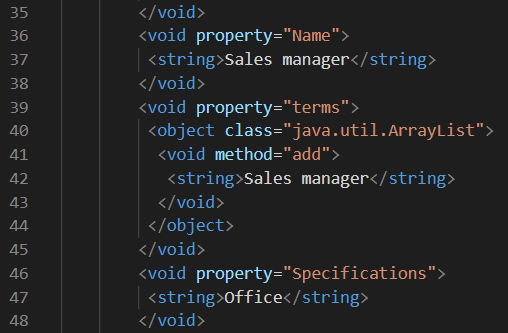 35 </void>
36 <void property="Name">
37 <string>Sales manager</string>
38 </void>
39 <void property="terms">
40 <object class="java.util.ArrayList">
41 <void method="add">
42 <string>Sales manager</string>
43 </void>
44 </object>
45 </void>
46 <void property="Specifications">
47 <string>Office</string>
48 </void>